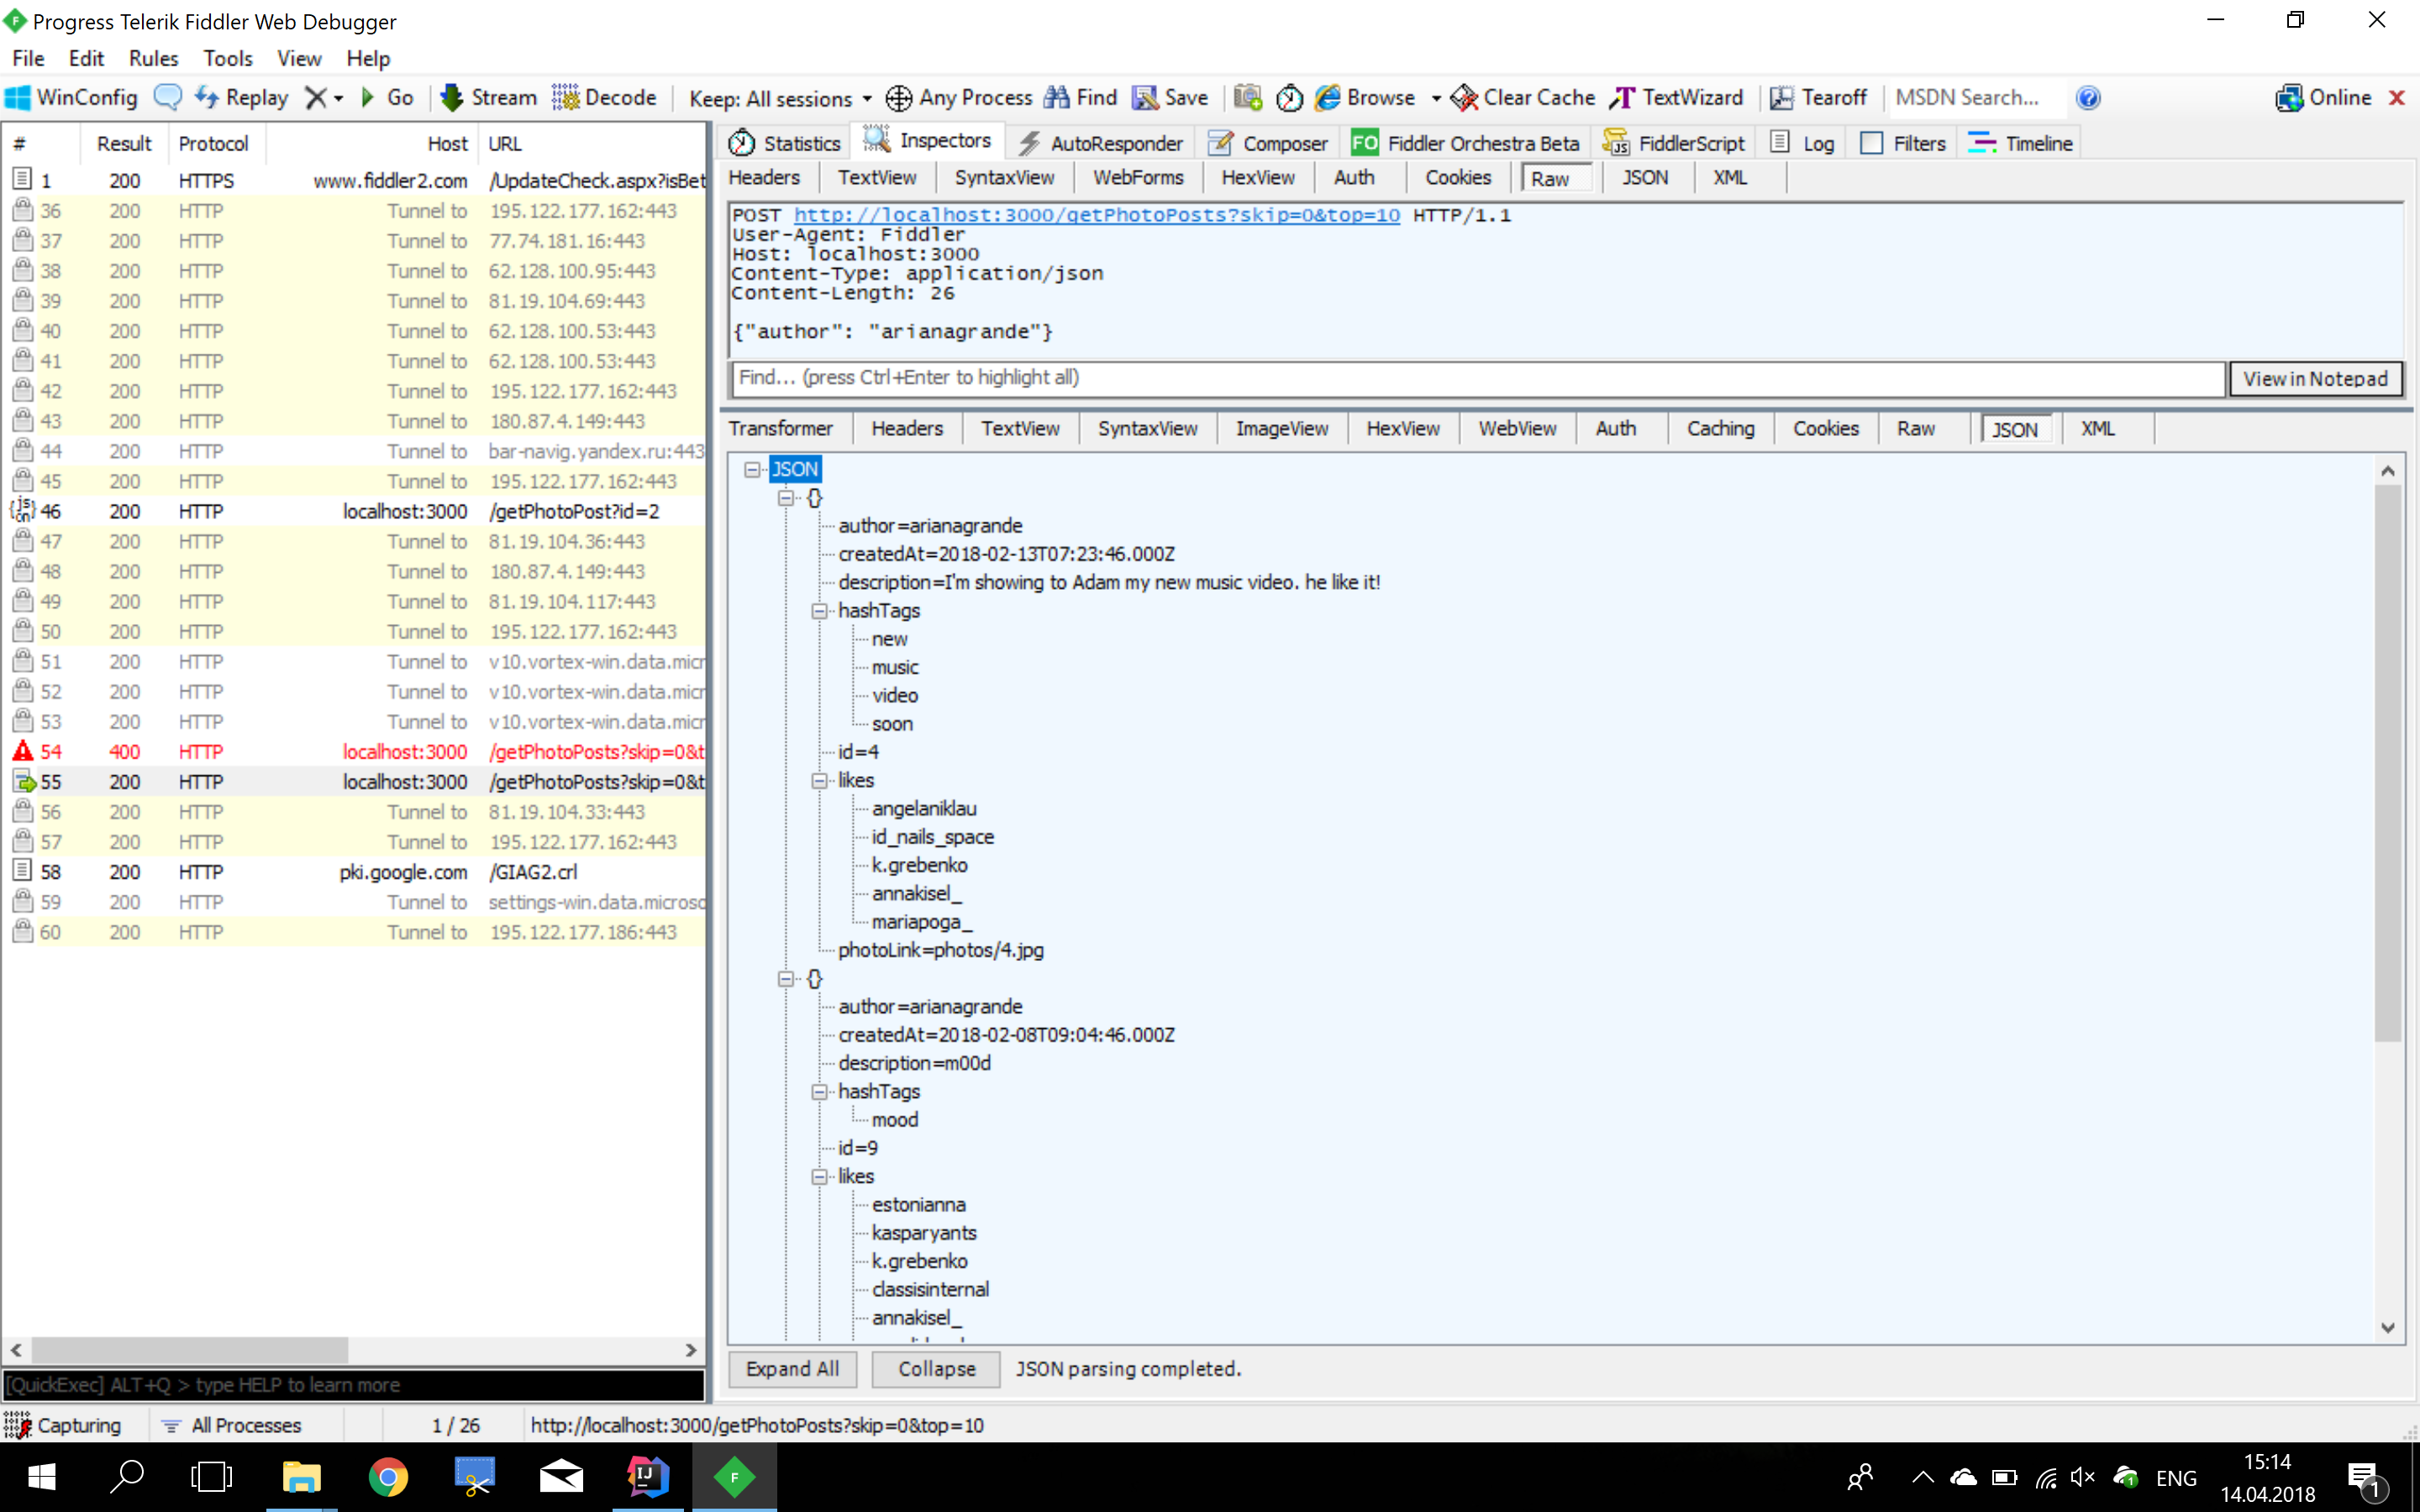 Progress Telerik Fiddler Web Debugger
File Edit Rules Tools View Help
WinConfig Replay Go Stream Decode Keep: All sessions Any Process Find Save Browse Clear Cache TextWizard Tearoff MSDN Search... Online
# Result Protocol Host URL
1 200 HTTPS www.fiddler2.com /UpdateCheck.aspx?isBet
36 200 HTTP Tunnel to 195.122.177.162:443
37 200 HTTP Tunnel to 77.74.181.16:443
38 200 HTTP Tunnel to 62.128.100.95:443
39 200 HTTP Tunnel to 81.19.104.69:443
40 200 HTTP Tunnel to 62.128.100.53:443
41 200 HTTP Tunnel to 62.128.100.53:443
42 200 HTTP Tunnel to 195.122.177.162:443
43 200 HTTP Tunnel to 180.87.4.149:443
44 200 HTTP Tunnel to bar-navig.yandex.ru:443
45 200 HTTP Tunnel to 195.122.177.162:443
46 200 HTTP localhost:3000 /getPhotoPost?id=2
47 200 HTTP Tunnel to 81.19.104.36:443
48 200 HTTP Tunnel to 180.87.4.149:443
49 200 HTTP Tunnel to 81.19.104.117:443
50 200 HTTP Tunnel to 195.122.177.162:443
51 200 HTTP Tunnel to v10.vortex-win.data.micr
52 200 HTTP Tunnel to v10.vortex-win.data.micr
53 200 HTTP Tunnel to v10.vortex-win.data.micr
54 400 HTTP localhost:3000 /getPhotoPosts?skip=0&t
55 200 HTTP localhost:3000 /getPhotoPosts?skip=0&t
56 200 HTTP Tunnel to 81.19.104.33:443
57 200 HTTP Tunnel to 195.122.177.162:443
58 200 HTTP pki.google.com /GIAG2.crl
59 200 HTTP Tunnel to settings-win.data.microsc
60 200 HTTP Tunnel to 195.122.177.186:443
[QuickExec] ALT+Q > type HELP to learn more
Statistics Inspectors AutoResponder Composer FO Fiddler Orchestra Beta FiddlerScript Log Filters Timeline
Headers TextView SyntaxView WebForms HexView Auth Cookies Raw JSON XML
POST http://localhost:3000/getPhotoPosts?skip=0&top=10 HTTP/1.1
User-Agent: Fiddler
Host: localhost:3000
Content-Type: application/json
Content-Length: 26
{"author": "arianagrande"}
Find... (press Ctrl+Enter to highlight all) View in Notepad
Transformer Headers TextView SyntaxView ImageView HexView WebView Auth Caching Cookies Raw JSON XML
JSON
{}
author=arianagrande
createdAt=2018-02-13T07:23:46.000Z
description=I'm showing to Adam my new music video. he like it!
hashTags
new
music
video
soon
id=4
likes
angelaniklau
id_nails_space
k.grebenko
annakisel_
mariapoga_
photoLink=photos/4.jpg
{}
author=arianagrande
createdAt=2018-02-08T09:04:46.000Z
description=m00d
hashTags
mood
id=9
likes
estonianna
kasparyants
k.grebenko
classisinternal
annakisel_
Expand All Collapse JSON parsing completed.
Capturing All Processes 1 / 26 http://localhost:3000/getPhotoPosts?skip=0&top=10
ENG 15:14
14.04.2018
1